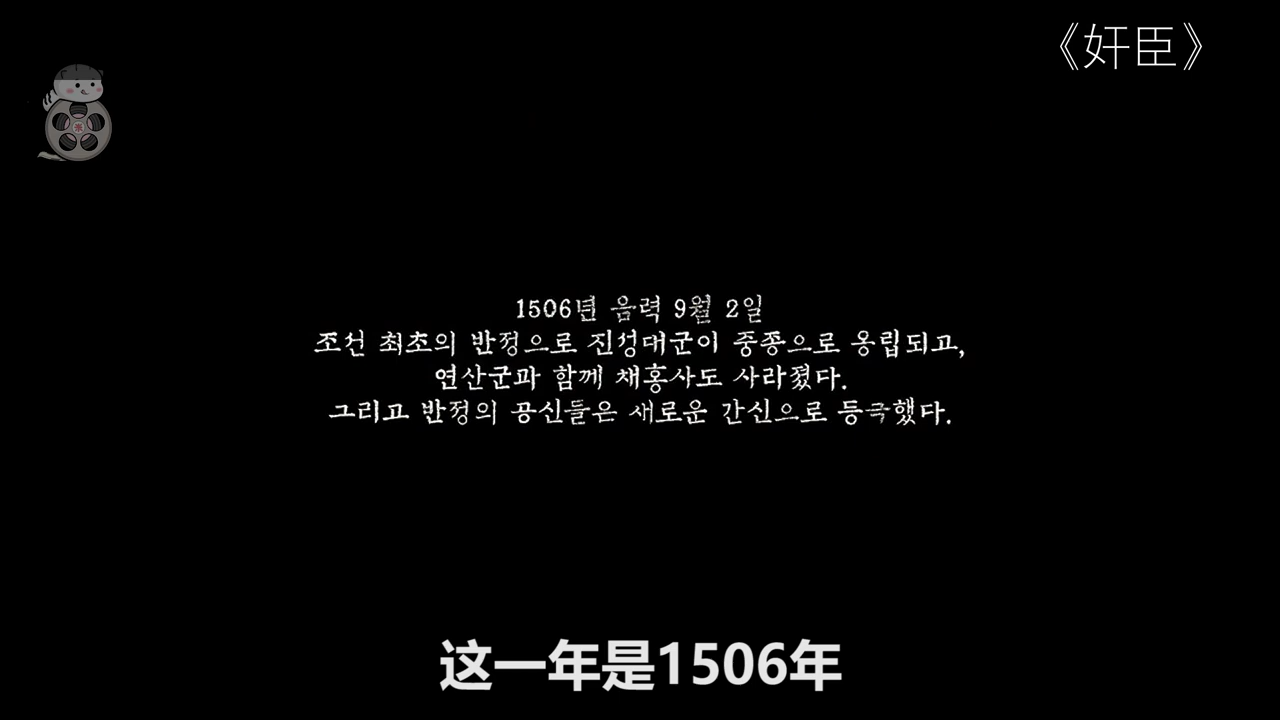 《奸臣》
1506년 음력 9월 2일
조선 최초의 반정으로 진성대군이 중종으로 옹립되고,
연산군과 함께 채홍사도 사라졌다.
그리고 반정의 공신들은 새로운 간신으로 등극했다.
这一年是1506年